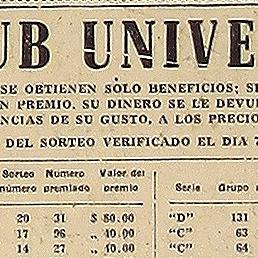 UB UNIVE
SE OBTIENEN SOLO BENEFICIOS; SE
N PREMIO. SU DINERO SE LE DEVU
NCIAS DE SU GUSTO, A LOS PRECIO
DEL SORTEO VERIFICADO EL DIA 7
Sorteo Numero Valor del Serie Grupo
número premiado premio
20 31 $ 80.00 "D" 131
17 96 „ 40.00 "C" 63
14 27 „ 40.00 "C" 64